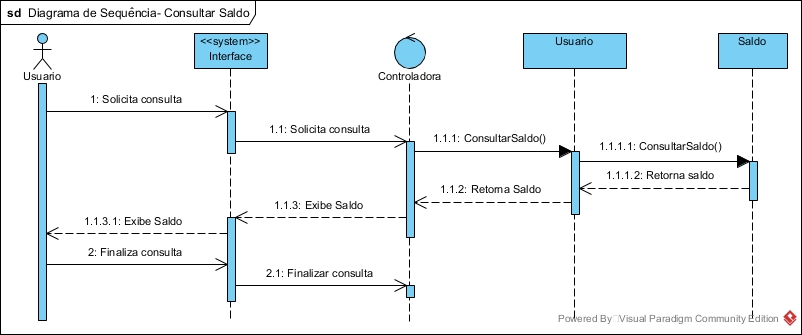 sd Diagrama de Sequência- Consultar Saldo
Usuario
<<system>>
Interface
Controladora
Usuario
Saldo
1: Solicita consulta
1.1: Solicita consulta
1.1.1: ConsultarSaldo()
1.1.1.1: ConsultarSaldo()
1.1.1.2: Retorna saldo
1.1.2: Retorna Saldo
1.1.3: Exibe Saldo
1.1.3.1: Exibe Saldo
2: Finaliza consulta
2.1: Finalizar consulta
Powered By Visual Paradigm Community Edition